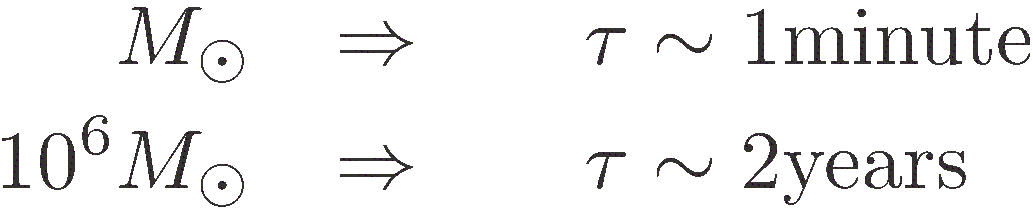 M⊙ ⇒ τ ∼ 1minute
10⁶M⊙ ⇒ τ ∼ 2years